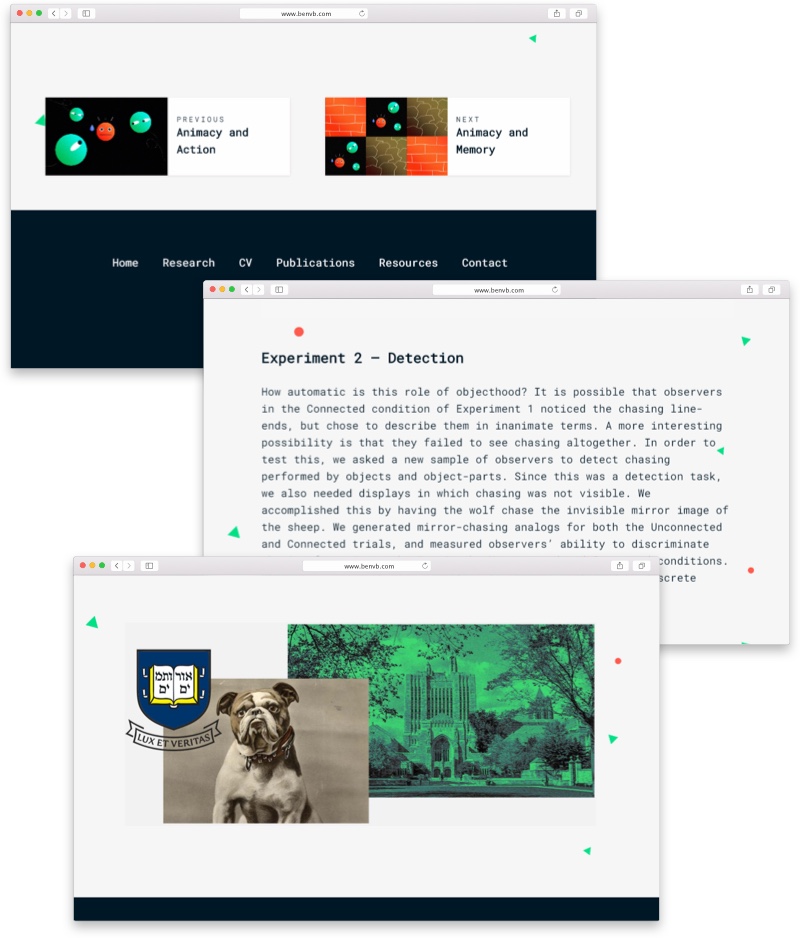 www.benvb.com
PREVIOUS
Animacy and
Action
NEXT
Animacy and
Memory
Home Research CV Publications Resources Contact
www.benvb.com
Experiment 2 – Detection
How automatic is this role of objecthood? It is possible that observers
in the Connected condition of Experiment 1 noticed the chasing line-
ends, but chose to describe them in inanimate terms. A more interesting
possibility is that they failed to see chasing altogether. In order to
test this, we asked a new sample of observers to detect chasing
performed by objects and object-parts. Since this was a detection task,
we also needed displays in which chasing was not visible. We
accomplished this by having the wolf chase the invisible mirror image of
the sheep. We generated mirror-chasing analogs for both the Unconnected
and Connected trials, and measured observers’ ability to discriminate
conditions.
screte
www.benvb.com
אור ותמ
ים ים
LUX ET VERITAS